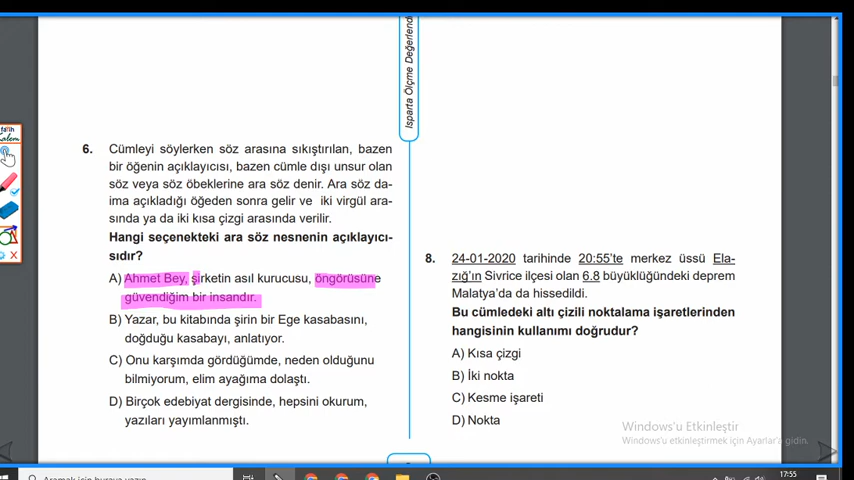 Isparta Ölçme Değerlendi
fatih
Kalem
6. Cümleyi söylerken söz arasına sıkıştırılan, bazen
bir öğenin açıklayıcısı, bazen cümle dışı unsur olan
söz veya söz öbeklerine ara söz denir. Ara söz da-
ima açıkladığı öğeden sonra gelir ve iki virgül ara-
sında ya da iki kısa çizgi arasında verilir.
Hangi seçenekteki ara söz nesnenin açıklayıcı-
sıdır?
A) Ahmet Bey, şirketin asıl kurucusu, öngörüsüne
güvendiğim bir insandır.
B) Yazar, bu kitabında şirin bir Ege kasabasını,
doğduğu kasabayı, anlatıyor.
C) Onu karşımda gördüğümde, neden olduğunu
bilmiyorum, elim ayağıma dolaştı.
D) Birçok edebiyat dergisinde, hepsini okurum,
yazıları yayımlanmıştı.
8. 24-01-2020 tarihinde 20:55'te merkez üssü Ela-
zığ'ın Sivrice ilçesi olan 6.8 büyüklüğündeki deprem
Malatya'da da hissedildi.
Bu cümledeki altı çizili noktalama işaretlerinden
hangisinin kullanımı doğrudur?
A) Kısa çizgi
B) İki nokta
C) Kesme işareti
D) Nokta
Windows'u Etkinleştir
Windows'u etkinleştirmek için Ayarlar'a gidin.
Aramak için buraya yazın
17:55